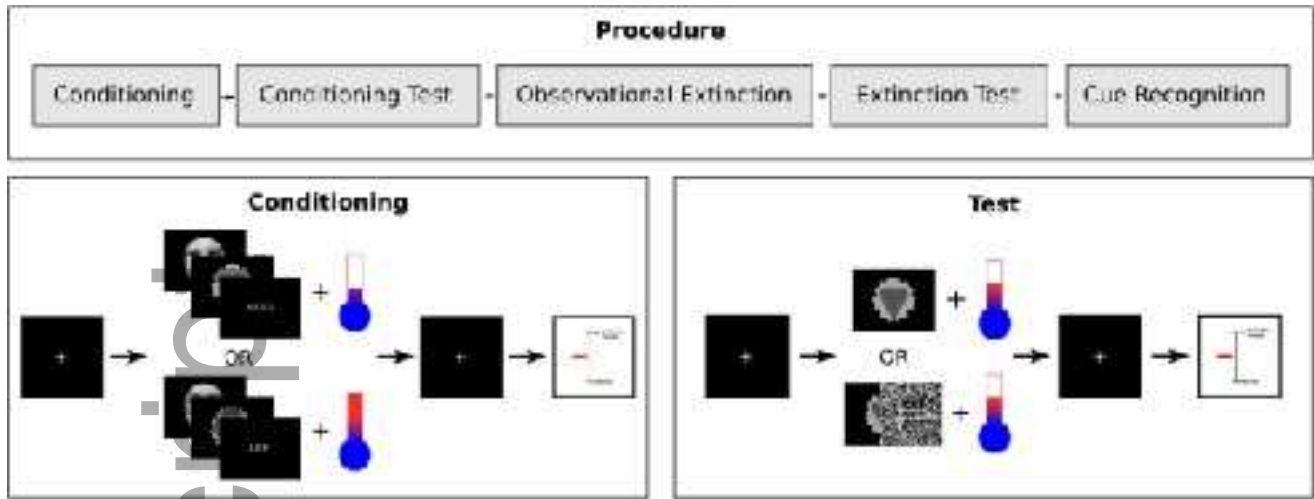 Procedure
Conditioning
Conditioning Test
Observational Extinction
Extinction Test
Cue Recognition
Conditioning
Test
+
+
OR
+
+
+
+
OR
+
+
+